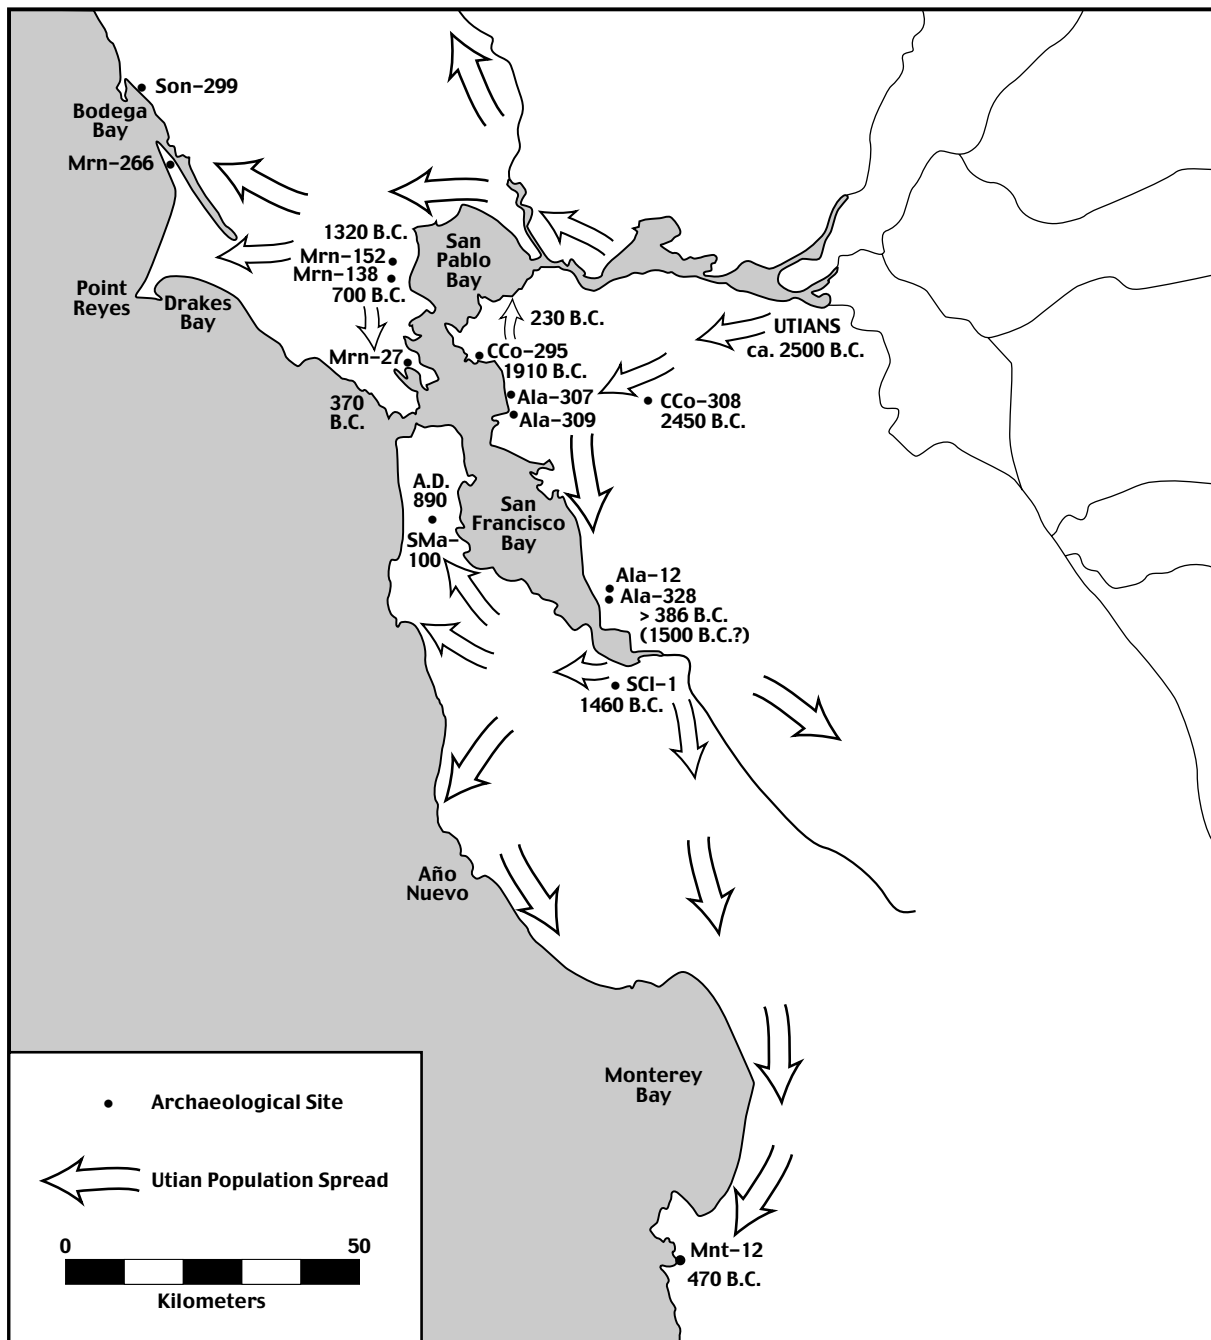 Son–299
Bodega
Bay
Mrn–266
1320 B.C.
Mrn–152
Mrn–138
700 B.C.
San
Pablo
Bay
Point
Reyes
Drakes
Bay
230 B.C.
UTIANS
ca. 2500 B.C.
Mrn–27
CCo–295
1910 B.C.
370
B.C.
Ala–307
Ala–309
CCo–308
2450 B.C.
A.D.
890
SMa–
100
San
Francisco
Bay
Ala–12
Ala–328
> 386 B.C.
(1500 B.C.?)
SCl–1
1460 B.C.
Año
Nuevo
Monterey
Bay
Mnt–12
470 B.C.
Archaeological Site
Utian Population Spread
0 50
Kilometers